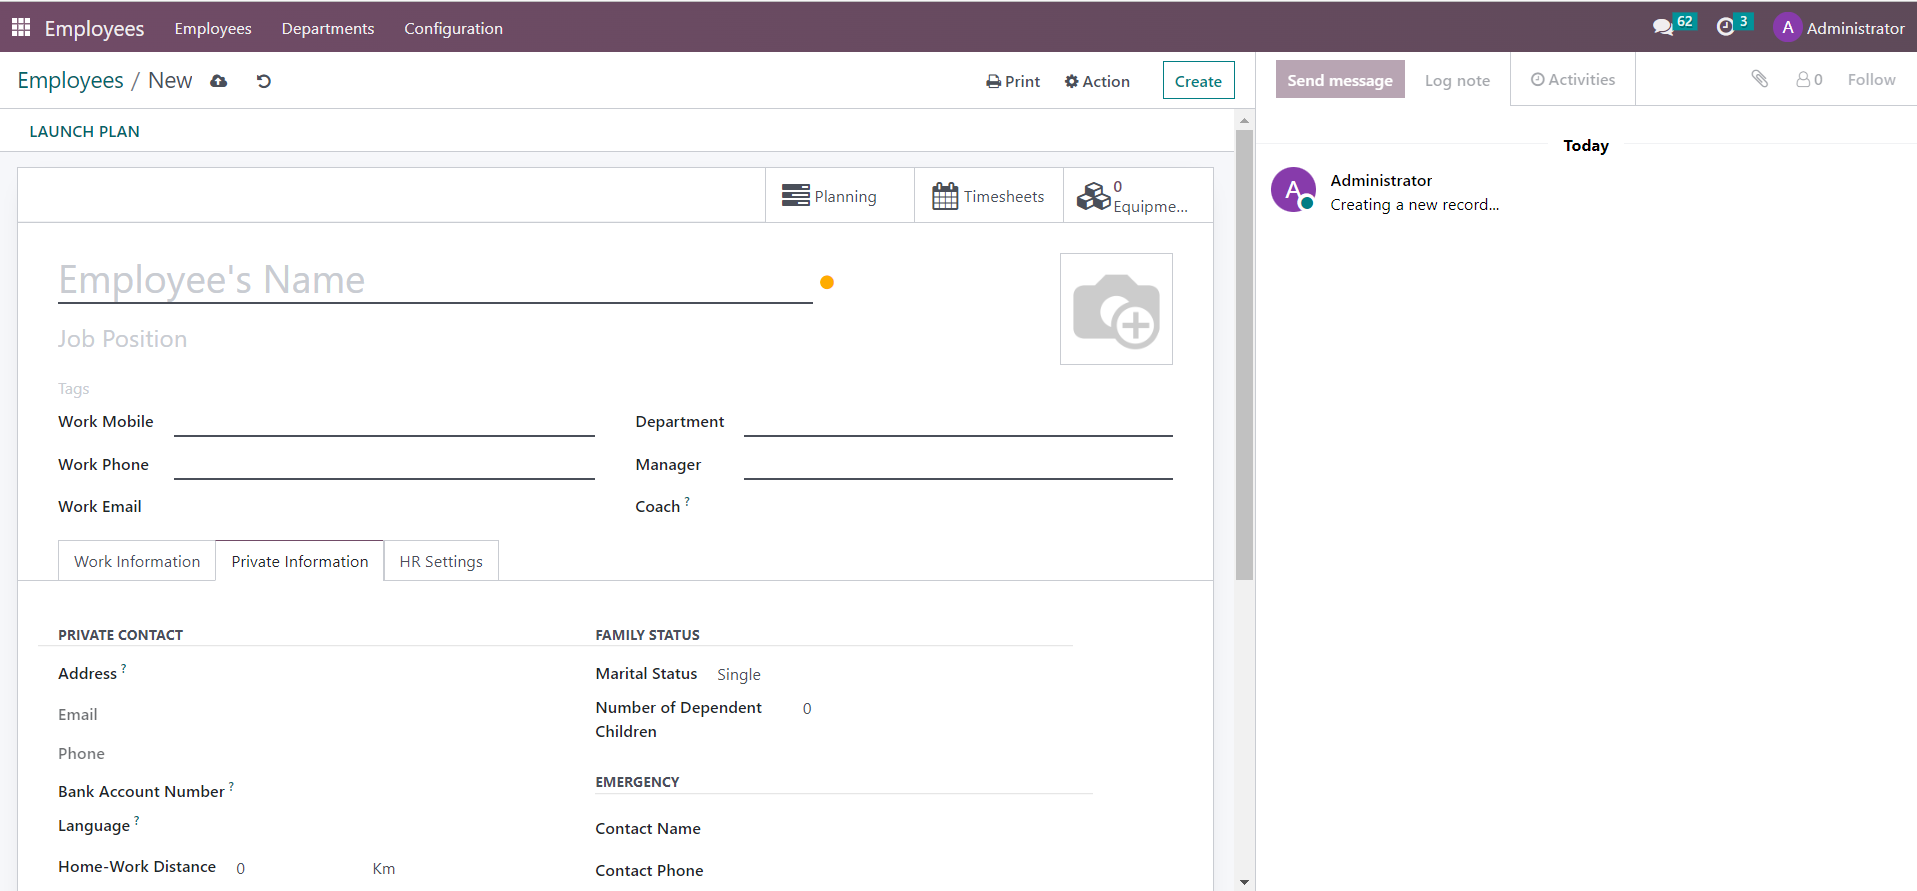 Employees Employees Departments Configuration 62 3 A Administrator
Employees / New Print Action Create Send message Log note Activities 0 Follow
LAUNCH PLAN
Today
Planning Timesheets 0 Equipme...
A Administrator
Creating a new record...
Employee's Name
Job Position
Tags
Work Mobile Department
Work Phone Manager
Work Email Coach ?
Work Information Private Information HR Settings
PRIVATE CONTACT FAMILY STATUS
Address ? Marital Status Single
Email Number of Dependent Children 0
Phone
EMERGENCY
Bank Account Number ?
Language ? Contact Name
Home-Work Distance 0 Km Contact Phone